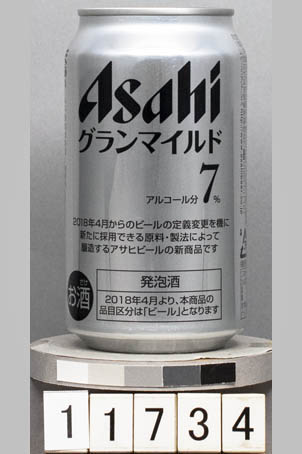 Asahi
グランマイルド
アルコール分 7%
2018年4月からのビールの定義変更を機に
新たに採用できる原料・製法によって
醸造するアサヒビールの新商品です
お酒
発泡酒
2018年4月より、本商品の
品目区分は「ビール」となります
11734